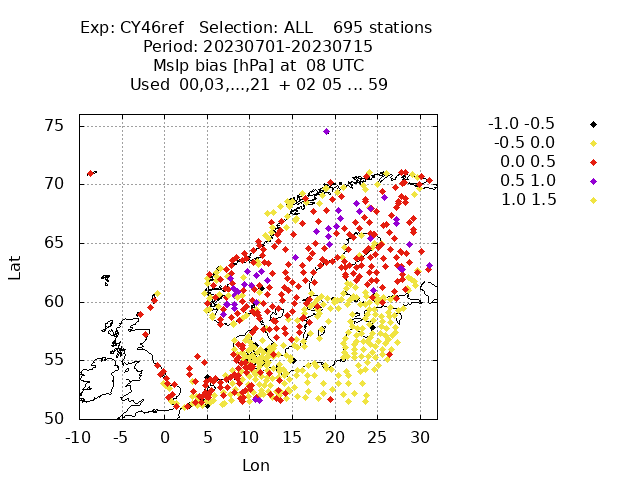 Exp: CY46ref Selection: ALL 695 stations
Period: 20230701-20230715
Mslp bias [hPa] at 08 UTC
Used 00,03,...,21 + 02 05 ... 59
-1.0 -0.5
-0.5 0.0
0.0 0.5
0.5 1.0
1.0 1.5
75
70
65
60
55
50
Lat
-10 -5 0 5 10 15 20 25 30
Lon